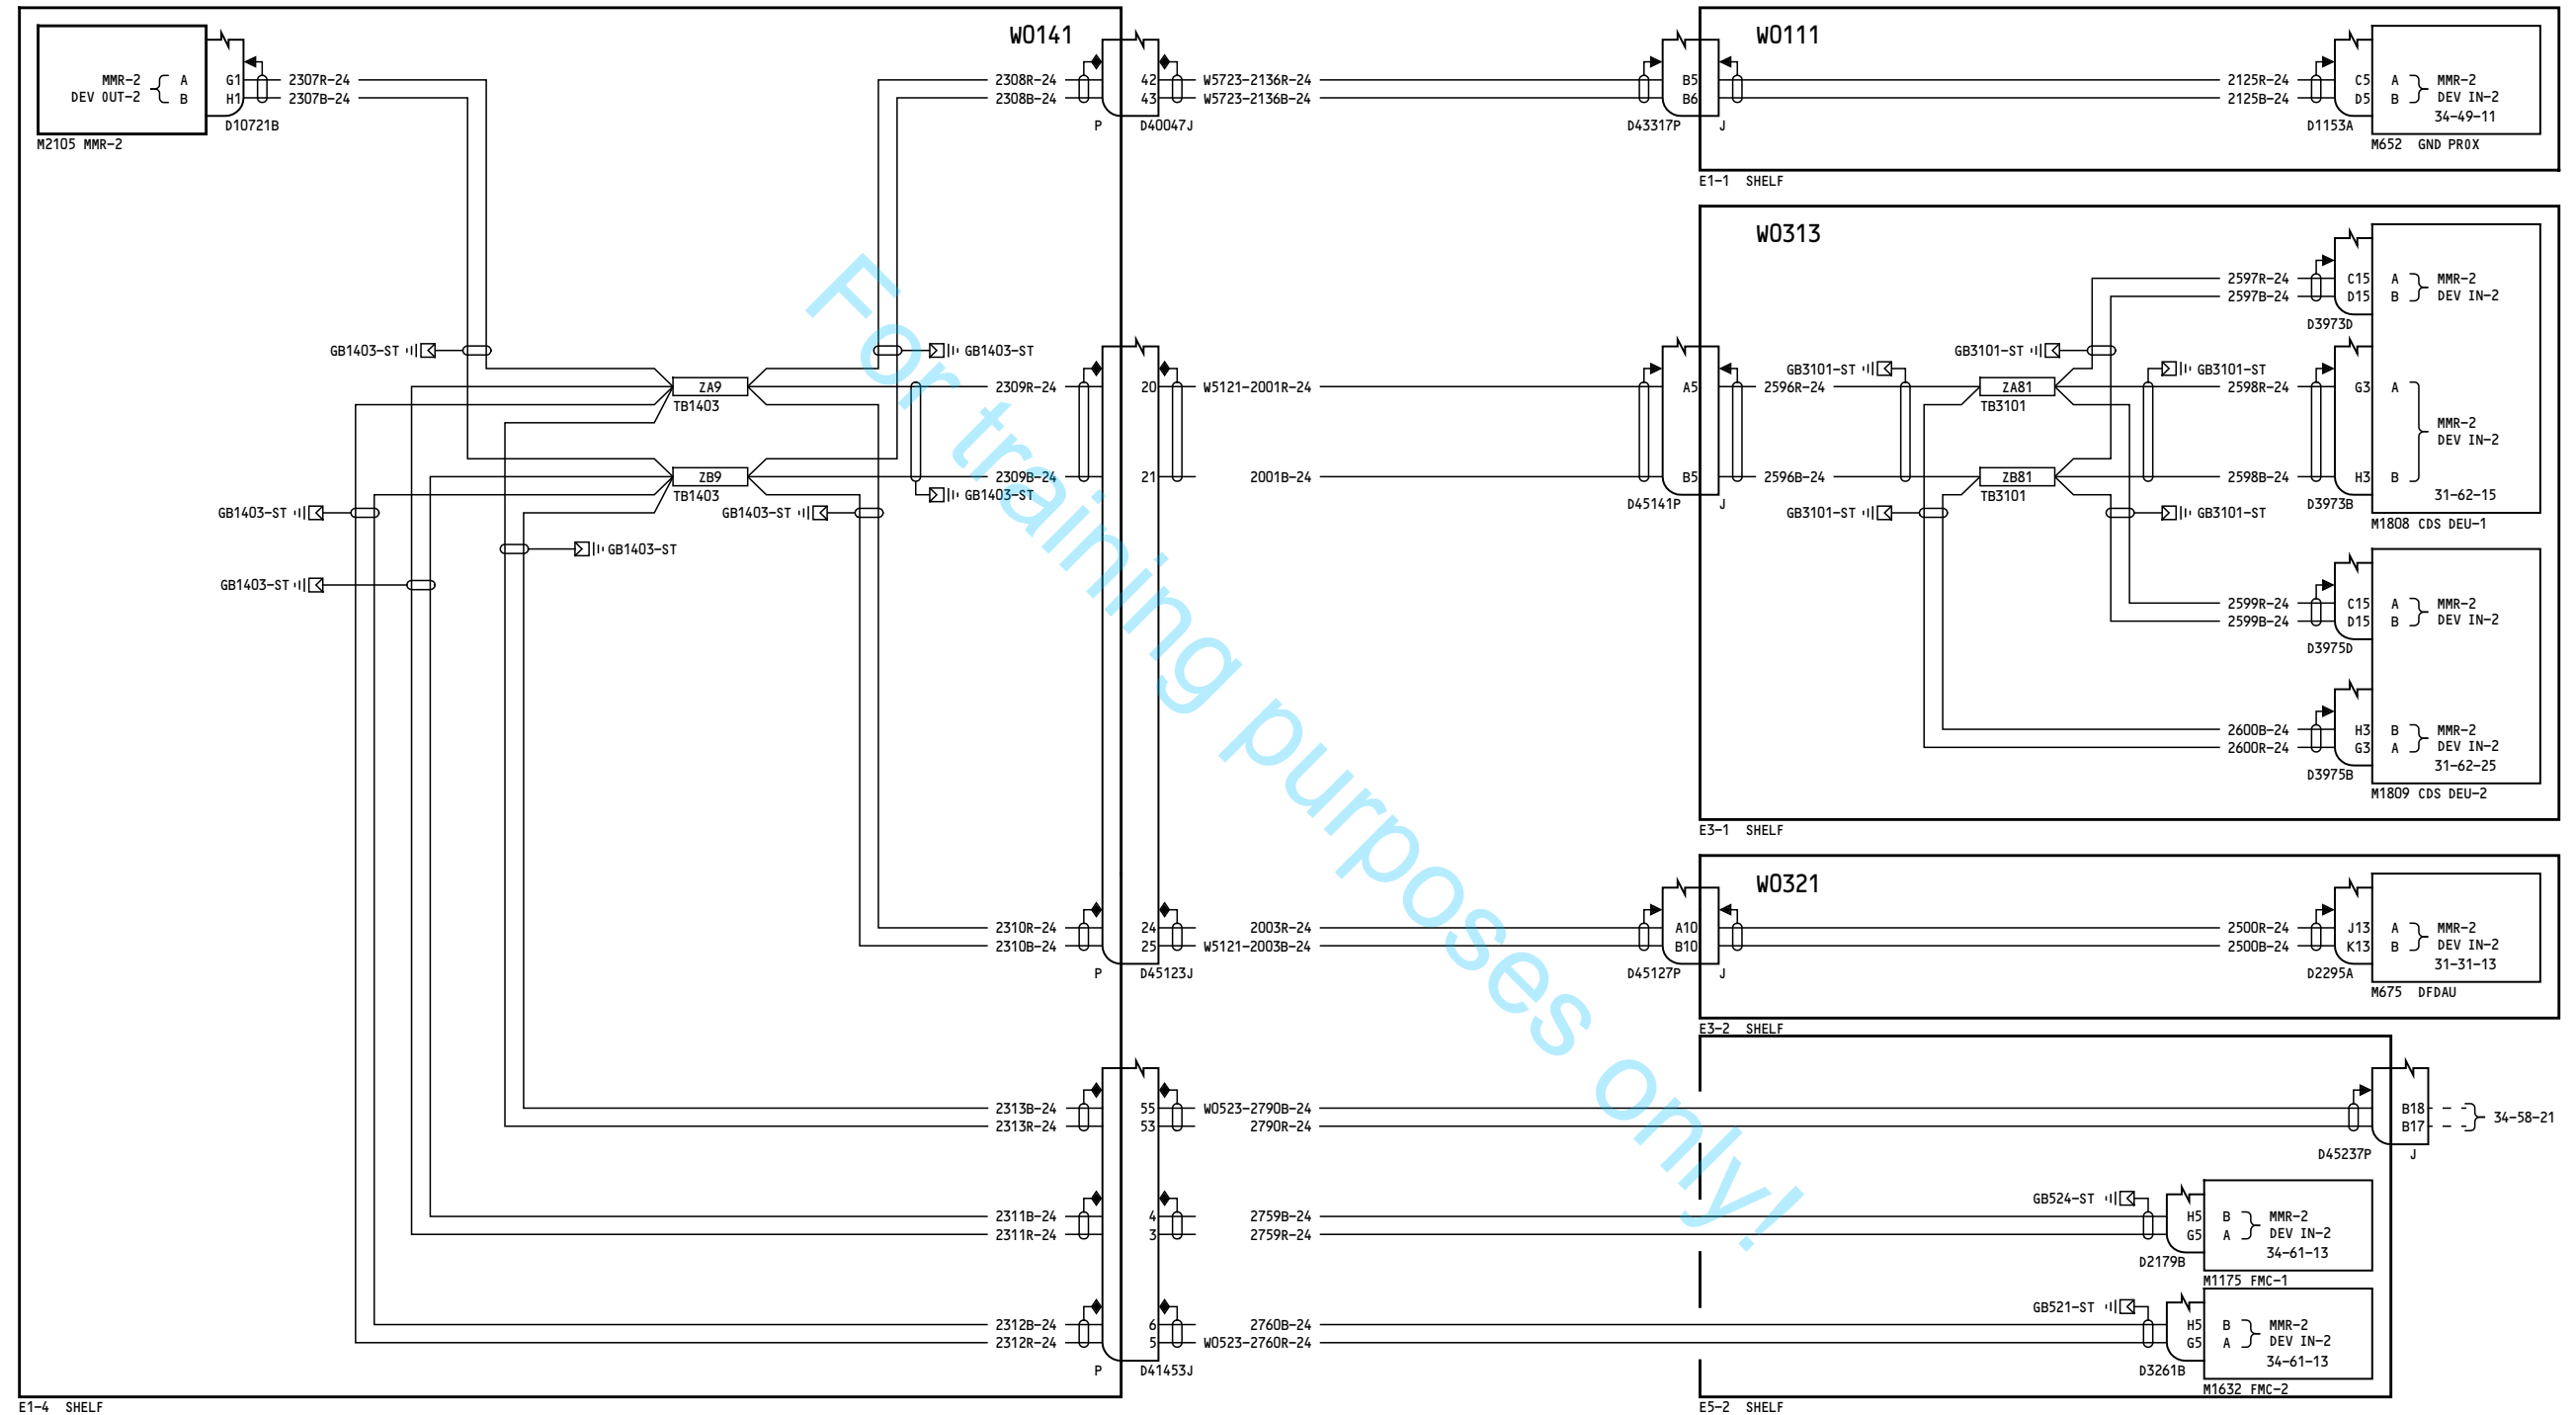 W0141
MMR-2
DEV OUT-2
A
B
G1
H1
2307R-24
2307B-24
D10721B
M2105 MMR-2
2308R-24
2308B-24
42
43
P
D40047J
W5723-2136R-24
W5723-2136B-24
B5
B6
D43317P
J
W0111
2125R-24
2125B-24
C5
D5
A
B
MMR-2
DEV IN-2
34-49-11
D1153A
M652 GND PROX
E1-1 SHELF
GB1403-ST
GB1403-ST
ZA9
TB1403
ZB9
TB1403
GB1403-ST
GB1403-ST
GB1403-ST
GB1403-ST
GB1403-ST
2309R-24
2309B-24
20
21
W5121-2001R-24
2001B-24
A5
B5
D45141P
J
W0313
2596R-24
2596B-24
GB3101-ST
GB3101-ST
GB3101-ST
GB3101-ST
GB3101-ST
ZA81
TB3101
ZB81
TB3101
2597R-24
2597B-24
C15
D15
A
B
MMR-2
DEV IN-2
D3973D
2598R-24
2598B-24
G3
H3
A
B
MMR-2
DEV IN-2
31-62-15
D3973B
M1808 CDS DEU-1
2599R-24
2599B-24
C15
D15
A
B
MMR-2
DEV IN-2
D3975D
2600B-24
2600R-24
H3
G3
B
A
MMR-2
DEV IN-2
31-62-25
D3975B
M1809 CDS DEU-2
E3-1 SHELF
2310R-24
2310B-24
24
25
P
D45123J
2003R-24
W5121-2003B-24
A10
B10
D45127P
J
W0321
2500R-24
2500B-24
J13
K13
A
B
MMR-2
DEV IN-2
31-31-13
D2295A
M675 DFDAU
E3-2 SHELF
2313B-24
2313R-24
55
53
W0523-2790B-24
2790R-24
B18
B17
34-58-21
D45237P
J
2311B-24
2311R-24
4
3
2759B-24
2759R-24
GB524-ST
H5
G5
B
A
MMR-2
DEV IN-2
34-61-13
D2179B
M1175 FMC-1
2312B-24
2312R-24
6
5
P
D41453J
2760B-24
W0523-2760R-24
GB521-ST
H5
G5
B
A
MMR-2
DEV IN-2
34-61-13
D3261B
M1632 FMC-2
E1-4 SHELF
E5-2 SHELF
For training purposes only!